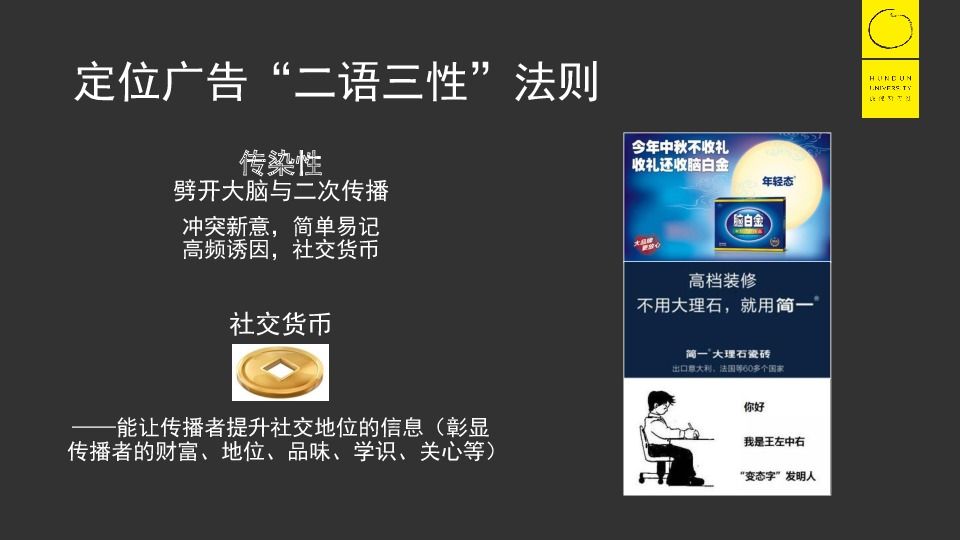 定位广告“二语三性”法则
HUNDUN
UNIVERSITY
传染性
劈开大脑与二次传播
冲突新意，简单易记
高频诱因，社交货币
社交货币
——能让传播者提升社交地位的信息（彰显
传播者的财富、地位、品味、学识、关心等）
今年中秋不收礼
收礼还收脑白金
年轻态
脑白金
大品牌
更放心
高档装修
不用大理石，就用简一®
简一®大理石瓷砖
出口意大利、法国等60多个国家
你好
我是王左中右
“变态字”发明人